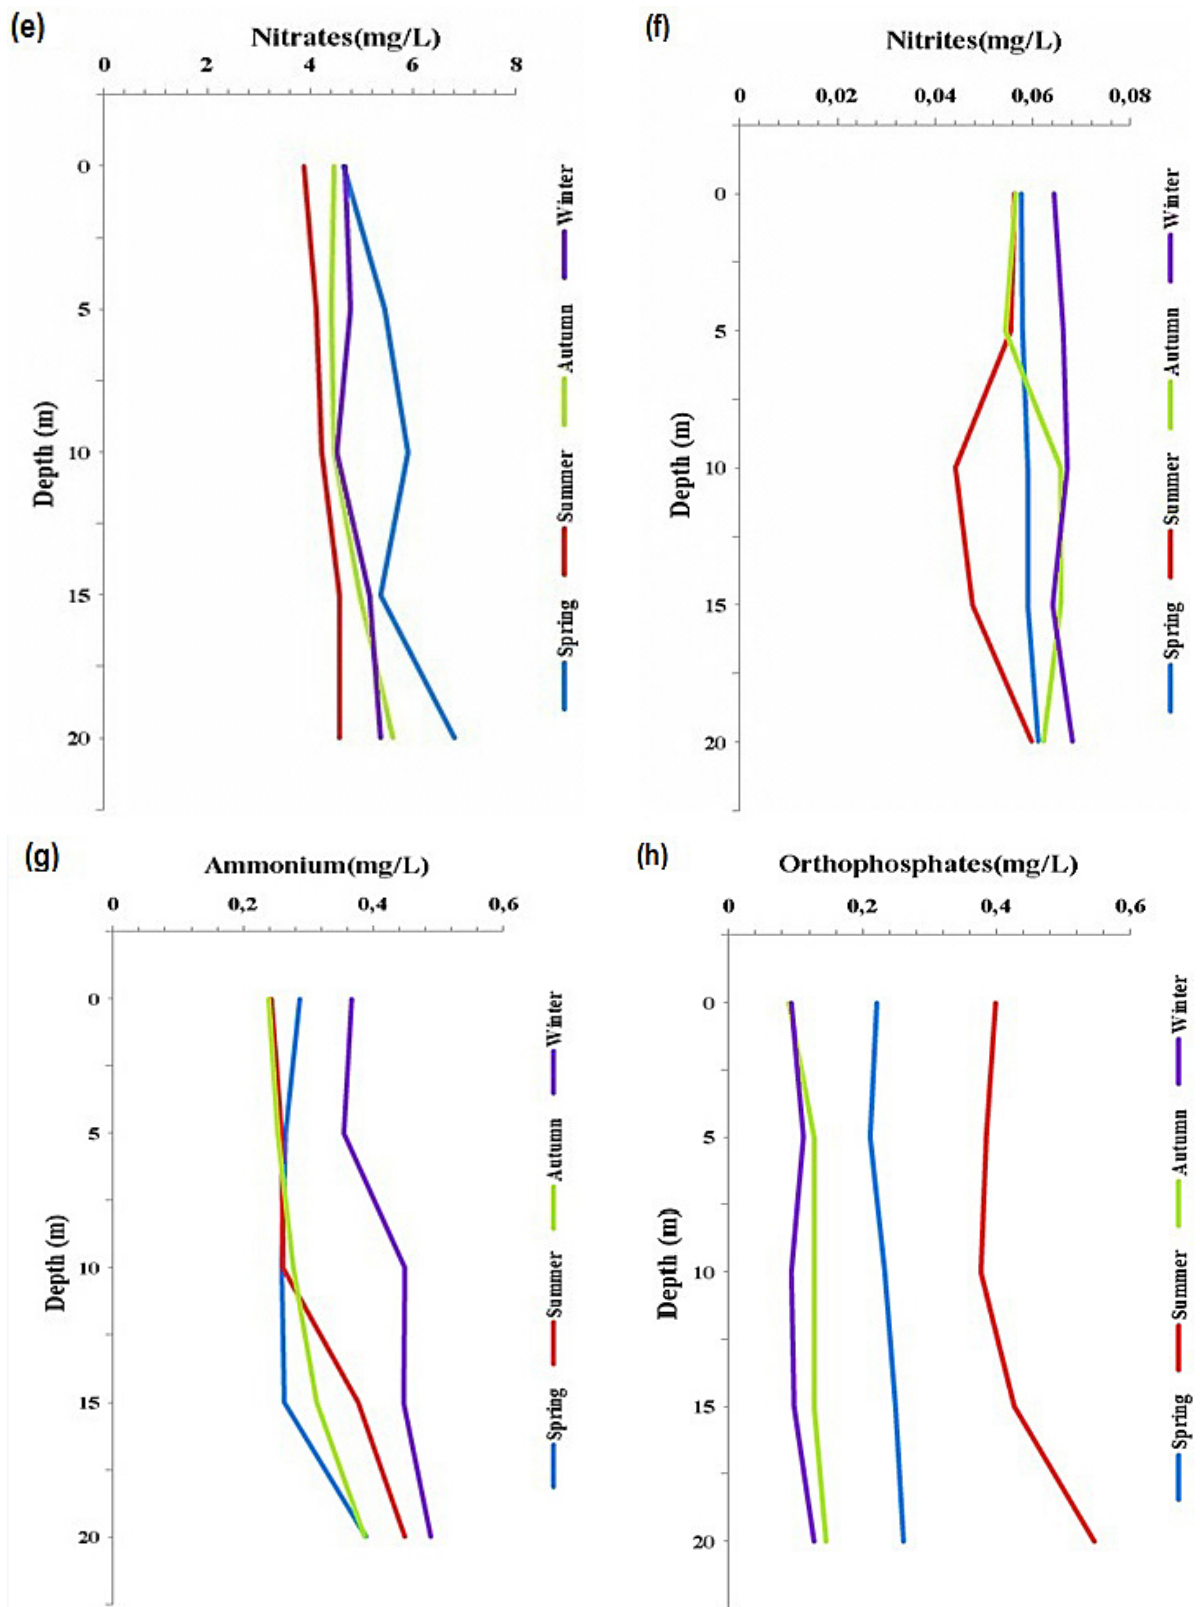 (e)
Nitrates(mg/L)
0 2 4 6 8
0
5
10
15
20
Depth (m)
Winter
Autumn
Summer
Spring
(f)
Nitrites(mg/L)
0 0,02 0,04 0,06 0,08
0
5
10
15
20
Depth (m)
Winter
Autumn
Summer
Spring
(g)
Ammonium(mg/L)
0 0,2 0,4 0,6
0
5
10
15
20
Depth (m)
Winter
Autumn
Summer
Spring
(h)
Orthophosphates(mg/L)
0 0,2 0,4 0,6
0
5
10
15
20
Depth (m)
Winter
Autumn
Summer
Spring